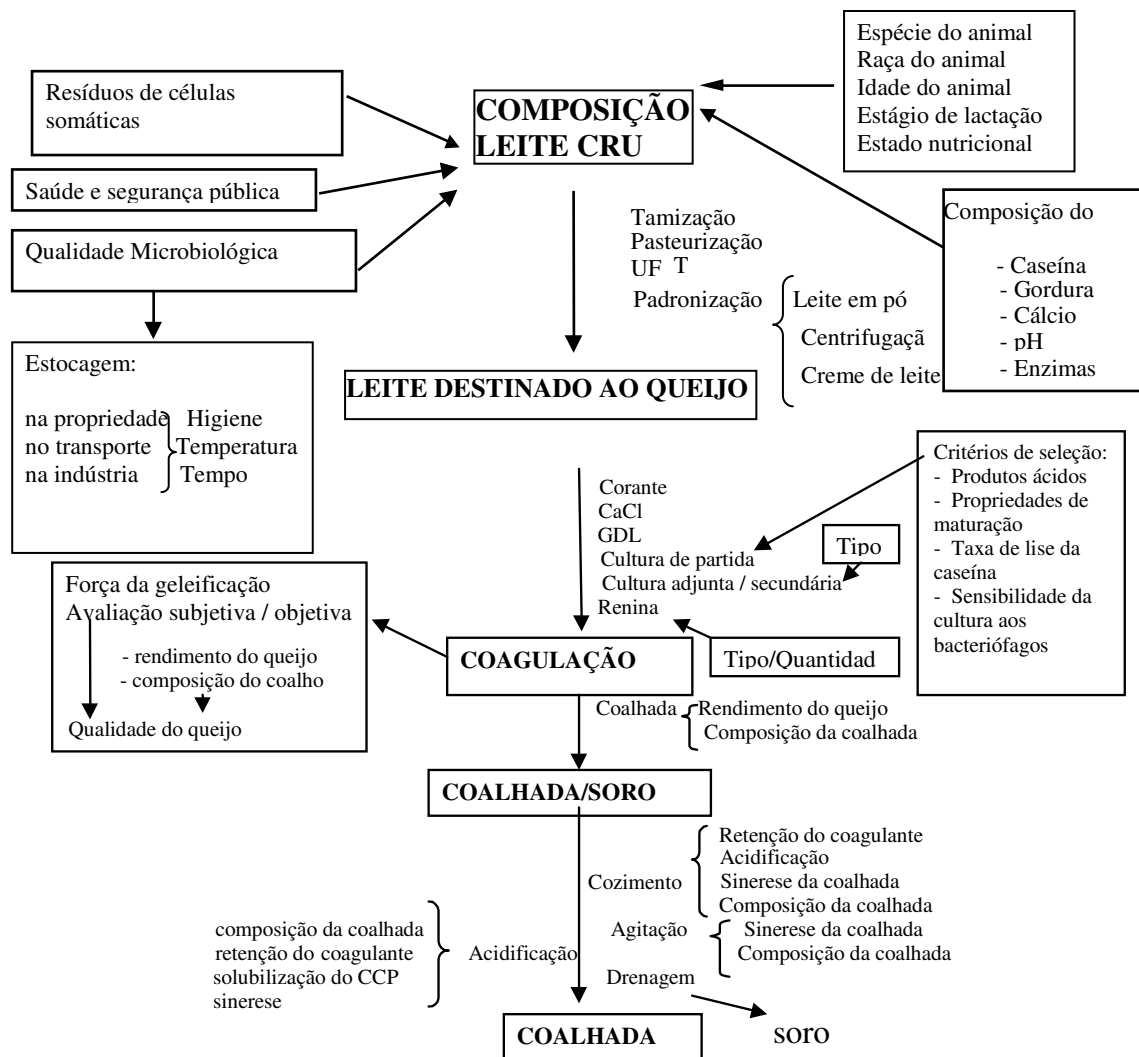 Espécie do animal
Raça do animal
Idade do animal
Estágio de lactação
Estado nutricional
Resíduos de células
somáticas
COMPOSIÇÃO
LEITE CRU
Saúde e segurança pública
Qualidade Microbiológica
Composição do
- Caseína
- Gordura
- Cálcio
- pH
- Enzimas
Tamização
Pasteurização
UF T
Padronização
Leite em pó
Centrifugaçã
Creme de leite
Estocagem:
na propriedade Higiene
no transporte Temperatura
na indústria Tempo
LEITE DESTINADO AO QUEIJO
Critérios de seleção:
- Produtos ácidos
- Propriedades de
maturação
- Taxa de lise da
caseína
- Sensibilidade da
cultura aos
bacteriófagos
Corante
CaCl
GDL
Cultura de partida
Cultura adjunta / secundária
Renina
Tipo
Tipo/Quantidad
Força da geleificação
Avaliação subjetiva / objetiva
- rendimento do queijo
- composição do coalho
Qualidade do queijo
COAGULAÇÃO
Coalhada
Rendimento do queijo
Composição da coalhada
COALHADA/SORO
Cozimento
Retenção do coagulante
Acidificação
Sinerese da coalhada
Composição da coalhada
Agitação
Sinerese da coalhada
Composição da coalhada
composição da coalhada
retenção do coagulante
solubilização do CCP
sinerese
Acidificação
Drenagem
COALHADA
soro